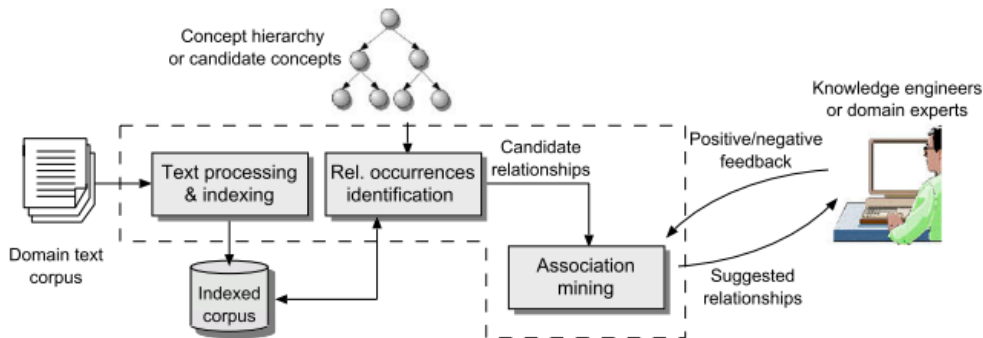 Concept hierarchy
or candidate concepts
Knowledge engineers
or domain experts
Text processing
& indexing
Rel. occurrences
identification
Candidate
relationships
Positive/negative
feedback
Domain text
corpus
Indexed
corpus
Association
mining
Suggested
relationships